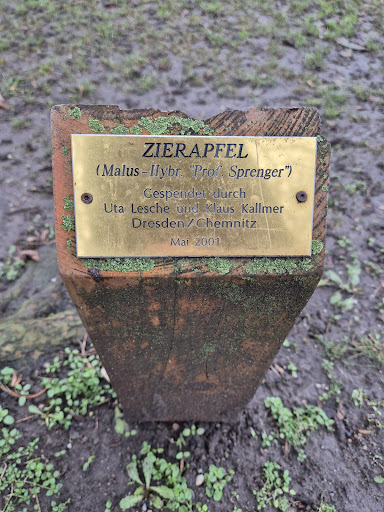 ZIERAPFEL
(Malus-Hybr. "Prof. Sprenger")
Gespendet durch
Uta Lesche und Klaus Kallmer
Dresden/Chemnitz
Mai 2001